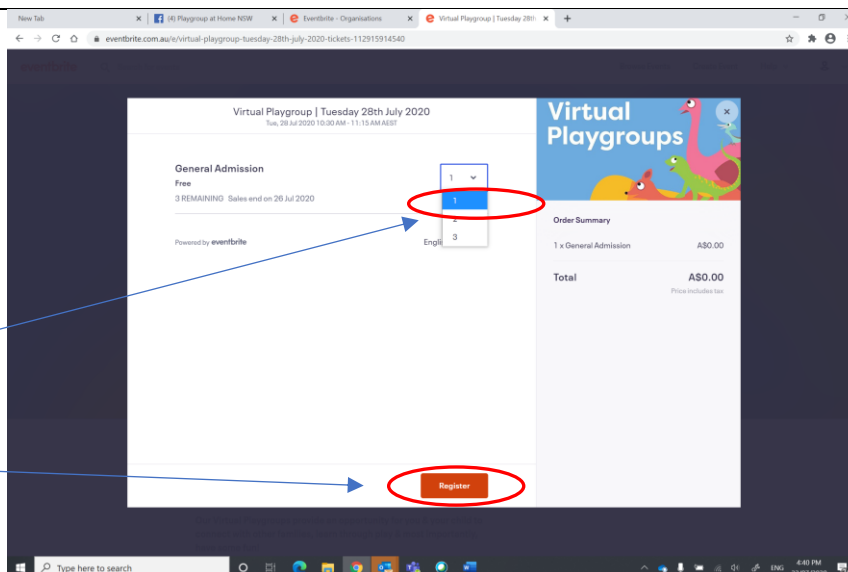 New Tab
(4) Playgroup at Home NSW
Eventbrite - Organisations
Virtual Playgroup | Tuesday 28th
eventbrite.com.au/e/virtual-playgroup-tuesday-28th-july-2020-tickets-112915914540
eventbrite
Virtual Playgroup | Tuesday 28th July 2020
Tue, 28 Jul 2020 10:30 AM - 11:15 AM AEST
Virtual
Playgroups
General Admission
Free
3 REMAINING Sales end on 26 Jul 2020
1
1
2
3
Powered by eventbrite
Engli
Order Summary
1 x General Admission A$0.00
Total A$0.00
Price includes tax
Register
Type here to search
ENG
4:40 PM